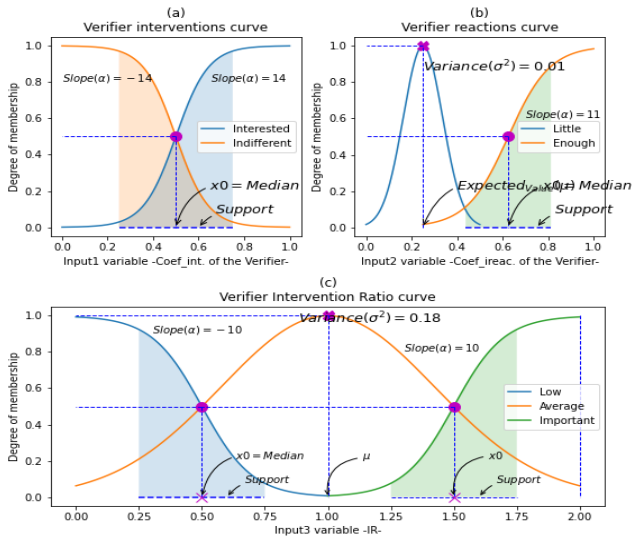 (a)
Verifier interventions curve
1.0
0.8
0.6
0.4
0.2
0.0
Degree of membership
Slope(α) = −14
Slope(α) = 14
Interested
Indifferent
x0 = Median
Support
0.0 0.2 0.4 0.6 0.8 1.0
Input1 variable -Coef_int. of the Verifier-
(b)
Verifier reactions curve
1.0
0.8
0.6
0.4
0.2
0.0
Degree of membership
Variance(σ²) = 0.01
Slope(α) = 11
Little
Enough
Expected_Value(μ)
x0 = Median
Support
0.0 0.2 0.4 0.6 0.8 1.0
Input2 variable -Coef_ireac. of the Verifier-
(c)
Verifier Intervention Ratio curve
1.0
0.8
0.6
0.4
0.2
0.0
Degree of membership
Slope(α) = −10
Variance(σ²) = 0.18
Slope(α) = 10
Low
Average
Important
x0 = Median
μ
x0
Support
Support
0.00 0.25 0.50 0.75 1.00 1.25 1.50 1.75 2.00
Input3 variable -IR-